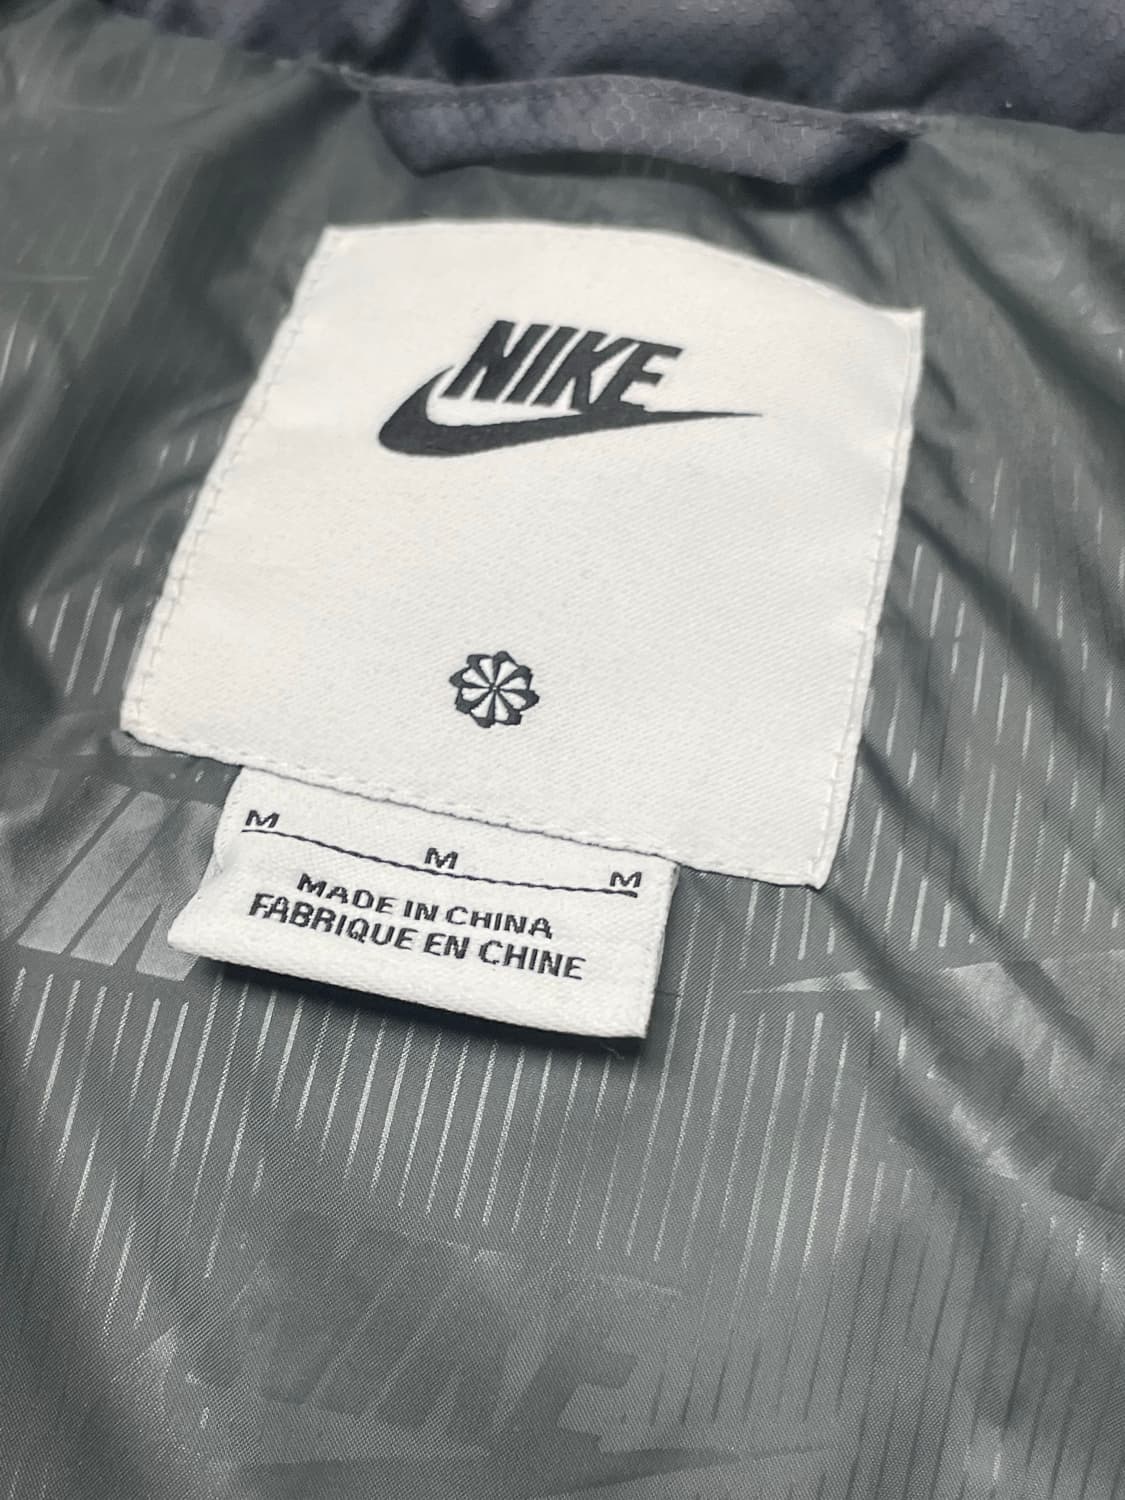 NIKE
M M M
MADE IN CHINA
FABRIQUE EN CHINE